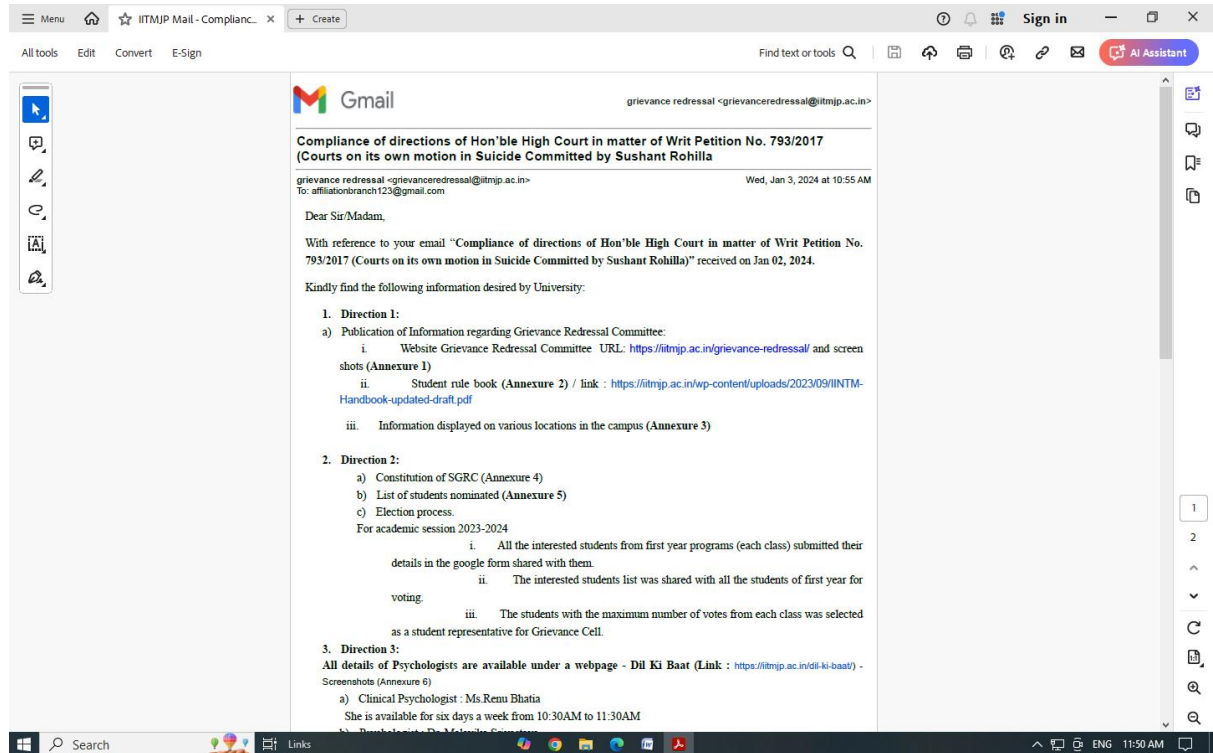 Menu
IITMJP Mail - Complianc...
+ Create
Sign in
All tools Edit Convert E-Sign
Find text or tools
AI Assistant
Gmail
grievance redressal <grievanceredressal@iitmjp.ac.in>
Compliance of directions of Hon'ble High Court in matter of Writ Petition No. 793/2017
(Courts on its own motion in Suicide Committed by Sushant Rohilla
grievance redressal <grievanceredressal@iitmjp.ac.in>
Wed, Jan 3, 2024 at 10:55 AM
To: affiliationbranch123@gmail.com
Dear Sir/Madam,
With reference to your email "Compliance of directions of Hon'ble High Court in matter of Writ Petition No.
793/2017 (Courts on its own motion in Suicide Committed by Sushant Rohilla)" received on Jan 02, 2024.
Kindly find the following information desired by University:
1. Direction 1:
a) Publication of Information regarding Grievance Redressal Committee:
i. Website Grievance Redressal Committee URL: https://iitmjp.ac.in/grievance-redressal/ and screen
shots (Annexure 1)
ii. Student rule book (Annexure 2) / link : https://iitmjp.ac.in/wp-content/uploads/2023/09/IINTM-
Handbook-updated-draft.pdf
iii. Information displayed on various locations in the campus (Annexure 3)
2. Direction 2:
a) Constitution of SGRC (Annexure 4)
b) List of students nominated (Annexure 5)
c) Election process.
For academic session 2023-2024
i. All the interested students from first year programs (each class) submitted their
details in the google form shared with them.
ii. The interested students list was shared with all the students of first year for
voting.
iii. The students with the maximum number of votes from each class was selected
as a student representative for Grievance Cell.
3. Direction 3:
All details of Psychologists are available under a webpage - Dil Ki Baat (Link : https://iitmjp.ac.in/dil-ki-baat/) -
Screenshots (Annexure 6)
a) Clinical Psychologist : Ms.Renu Bhatia
She is available for six days a week from 10:30AM to 11:30AM
1
2
Search
Links
ENG 11:50 AM